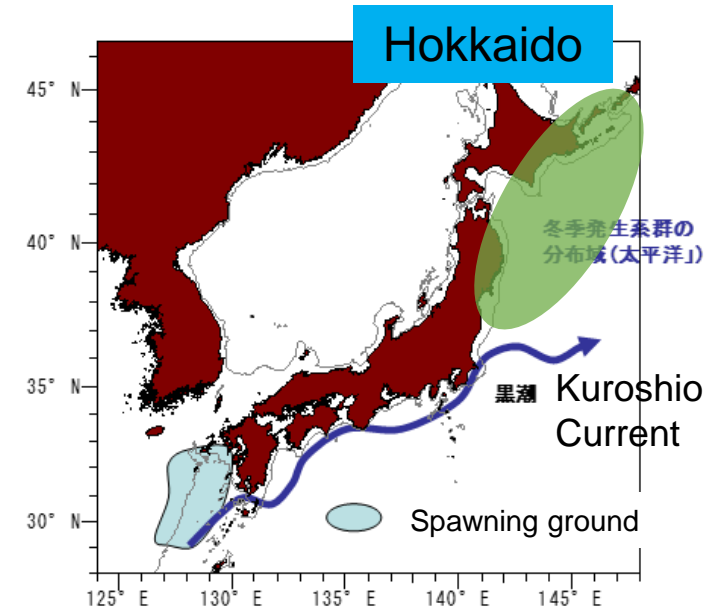 Hokkaido
45° N
40° N
冬季発生系群の
分布域(太平洋」)
35° N
黒潮
Kuroshio
Current
30° N
Spawning ground
125° E
130° E
135° E
140° E
145° E